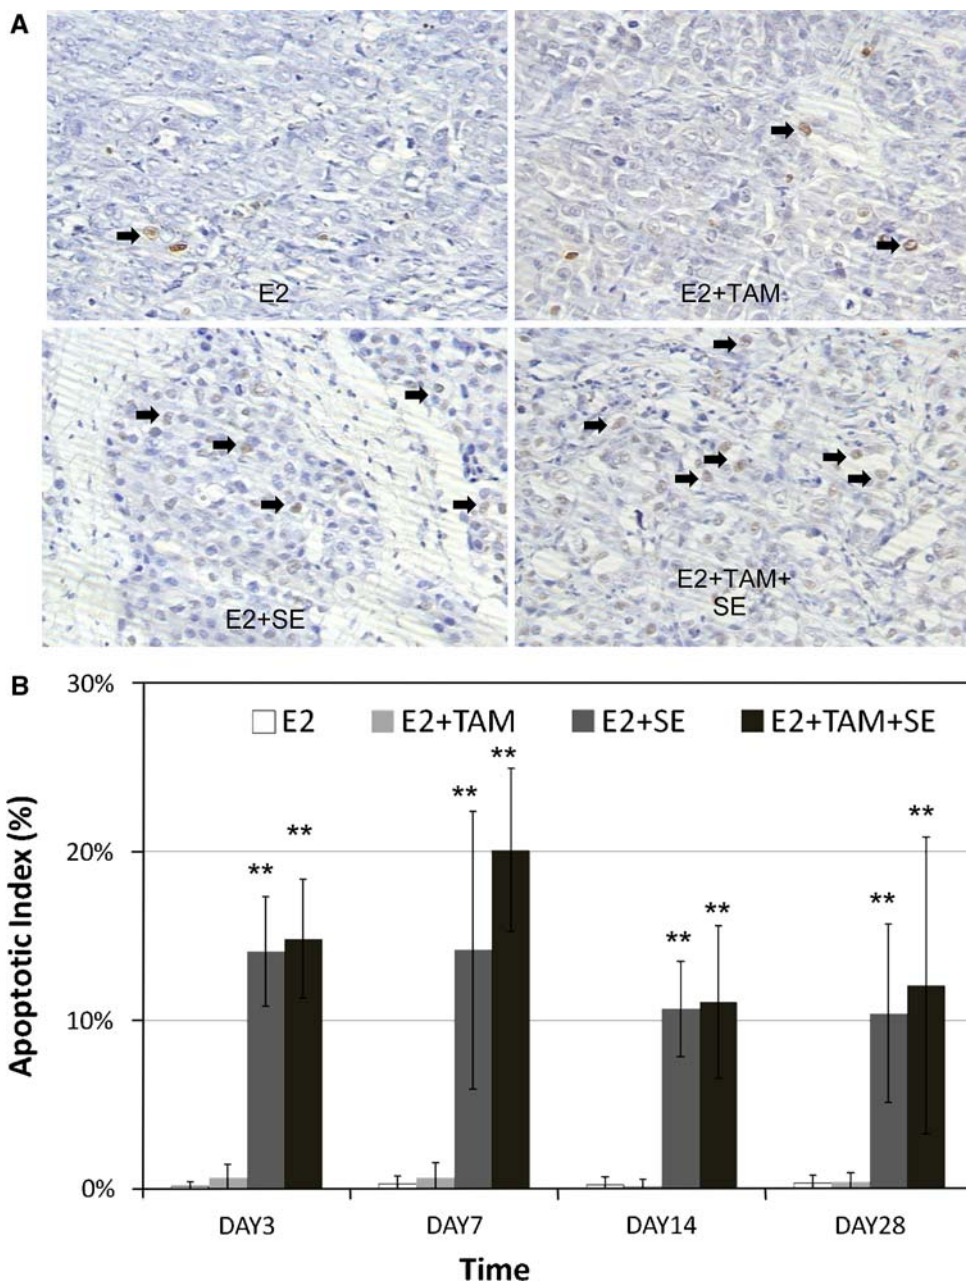 A
E2
E2+TAM
E2+SE
E2+TAM+
SE
B
30%
E2
E2+TAM
E2+SE
E2+TAM+SE
**
**
**
**
**
**
**
**
20%
10%
0%
Apoptotic Index (%)
DAY3
DAY7
DAY14
DAY28
Time